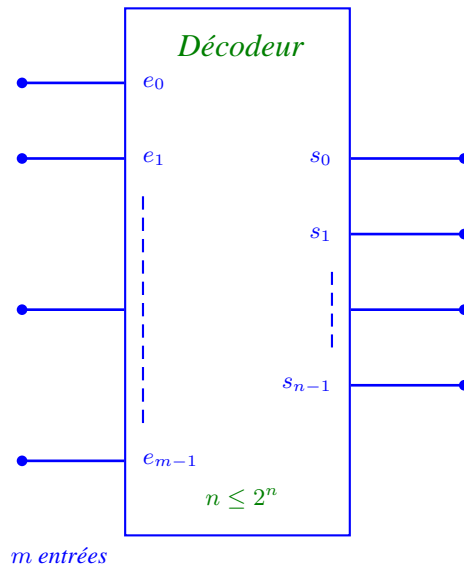 Décodeur
e₀
e₁
s₀
s₁
sₙ₋₁
eₘ₋₁
n ≤ 2ⁿ
m entrées